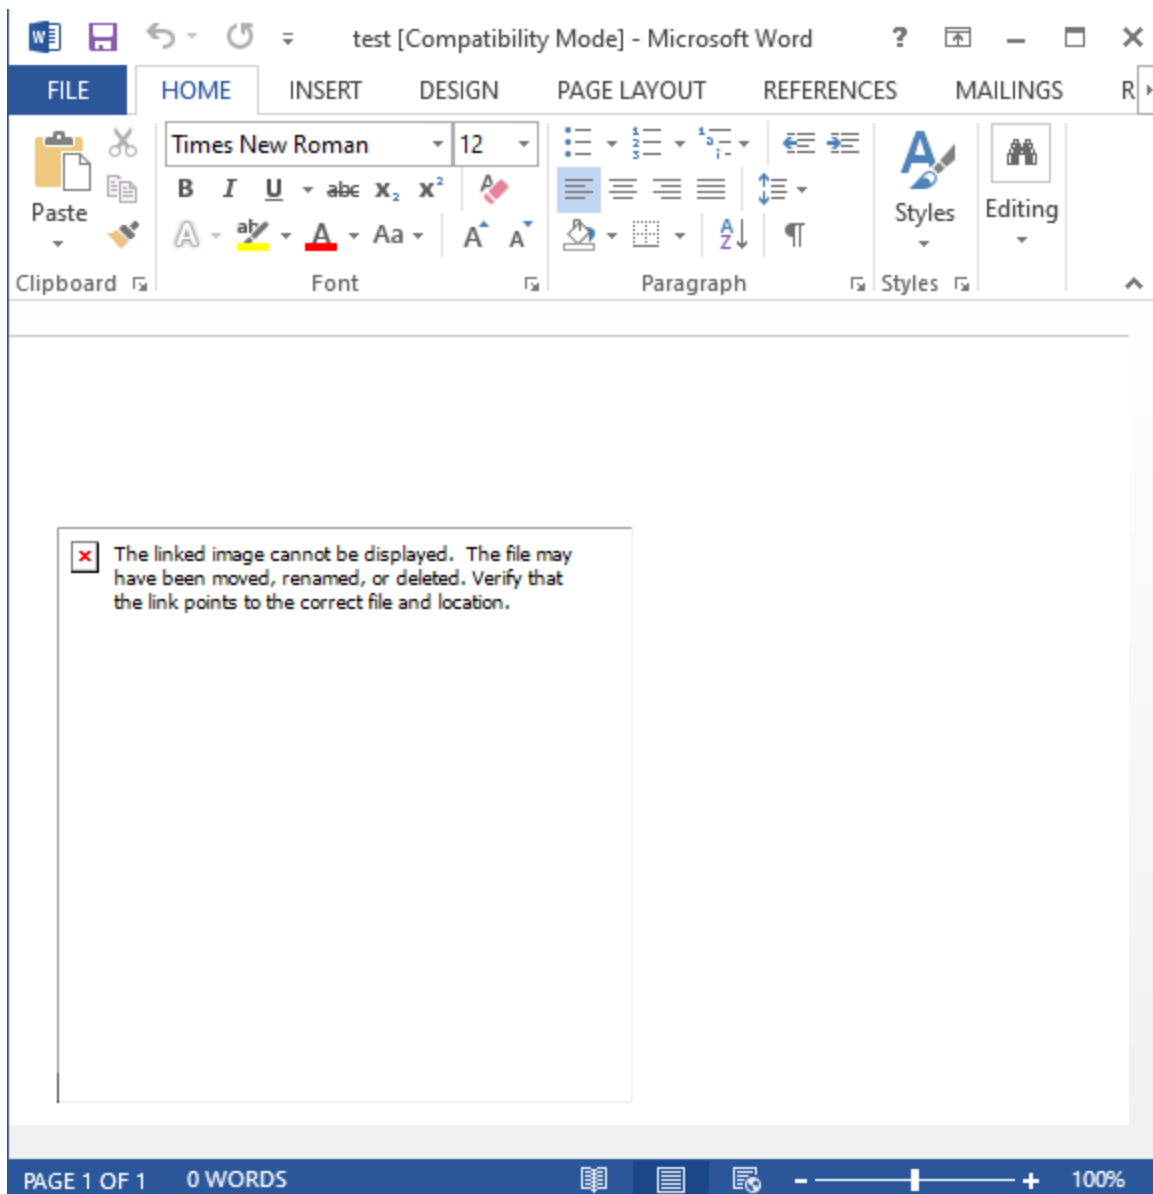 test [Compatibility Mode] - Microsoft Word ?
FILE HOME INSERT DESIGN PAGE LAYOUT REFERENCES MAILINGS R
Times New Roman 12
Paste
B I U abc X₂ X²
A ab A Aa A A
A Z
Styles
Editing
Clipboard Font Paragraph Styles
The linked image cannot be displayed. The file may
have been moved, renamed, or deleted. Verify that
the link points to the correct file and location.
PAGE 1 OF 1 0 WORDS 100%